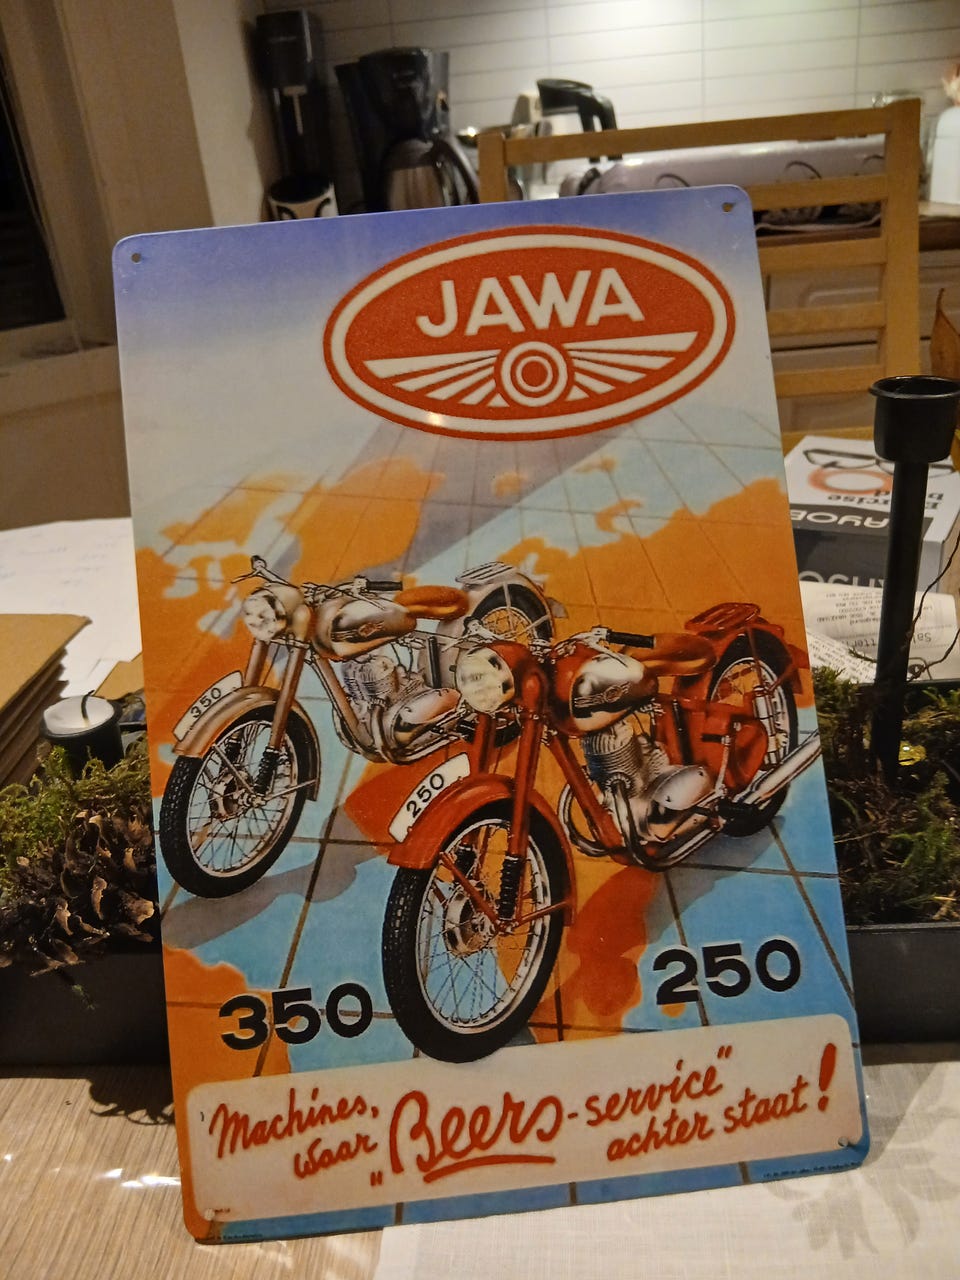 JAWA
350
250
350
250
Machines,
waar „Beers-service”
achter staat!